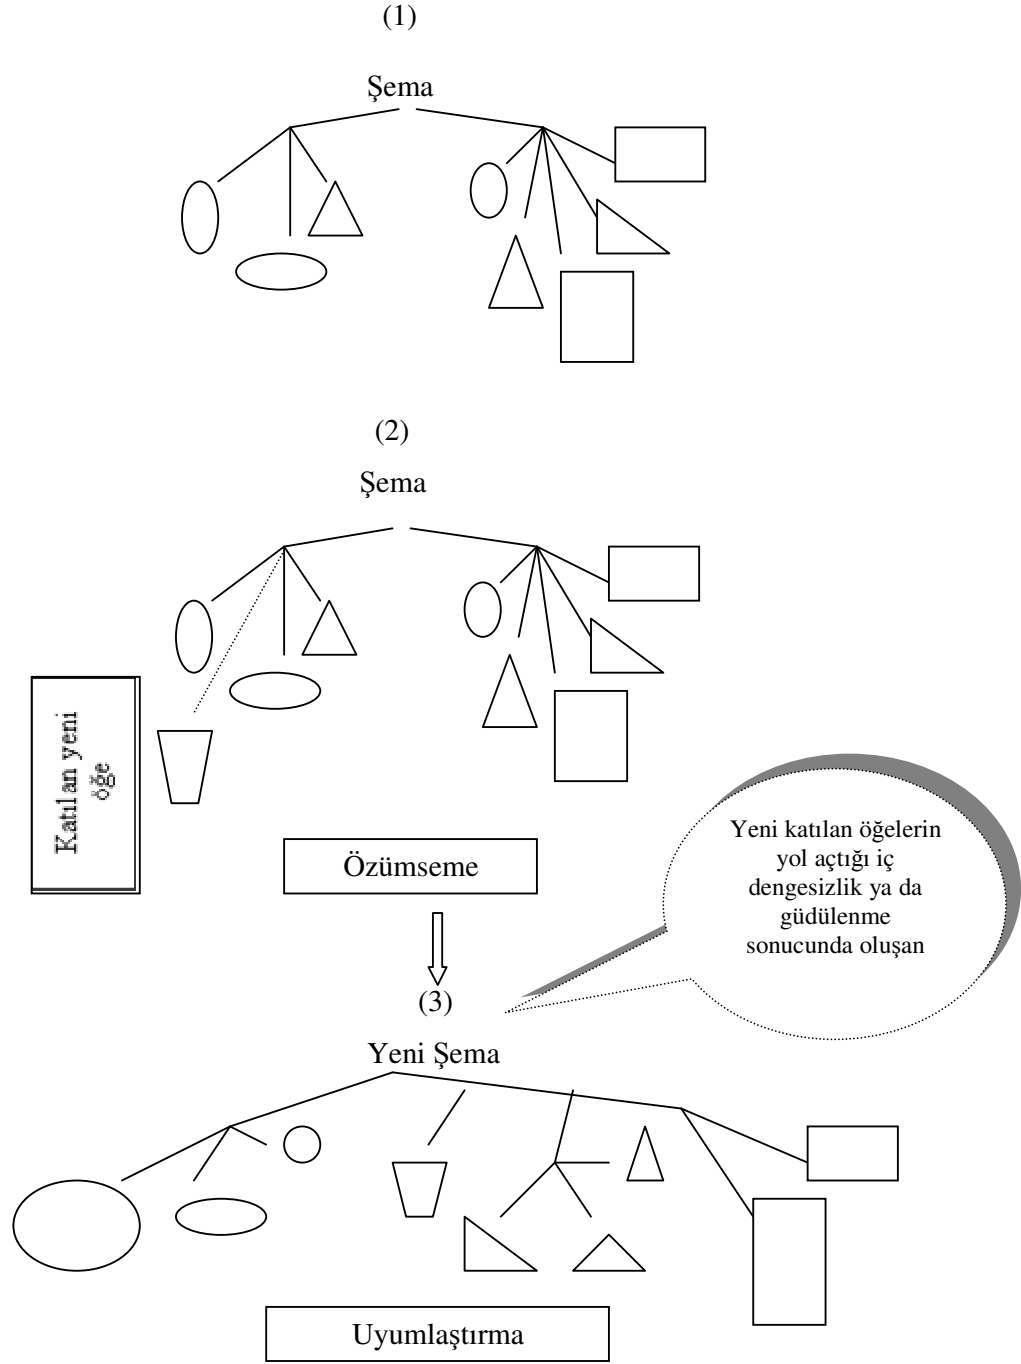 (1)
Şema
(2)
Şema
Katılan yeni
öğe
Özümseme
Yeni katılan öğelerin
yol açtığı iç
dengesizlik ya da
güdülenme
sonucunda oluşan
(3)
Yeni Şema
Uyumlaştırma